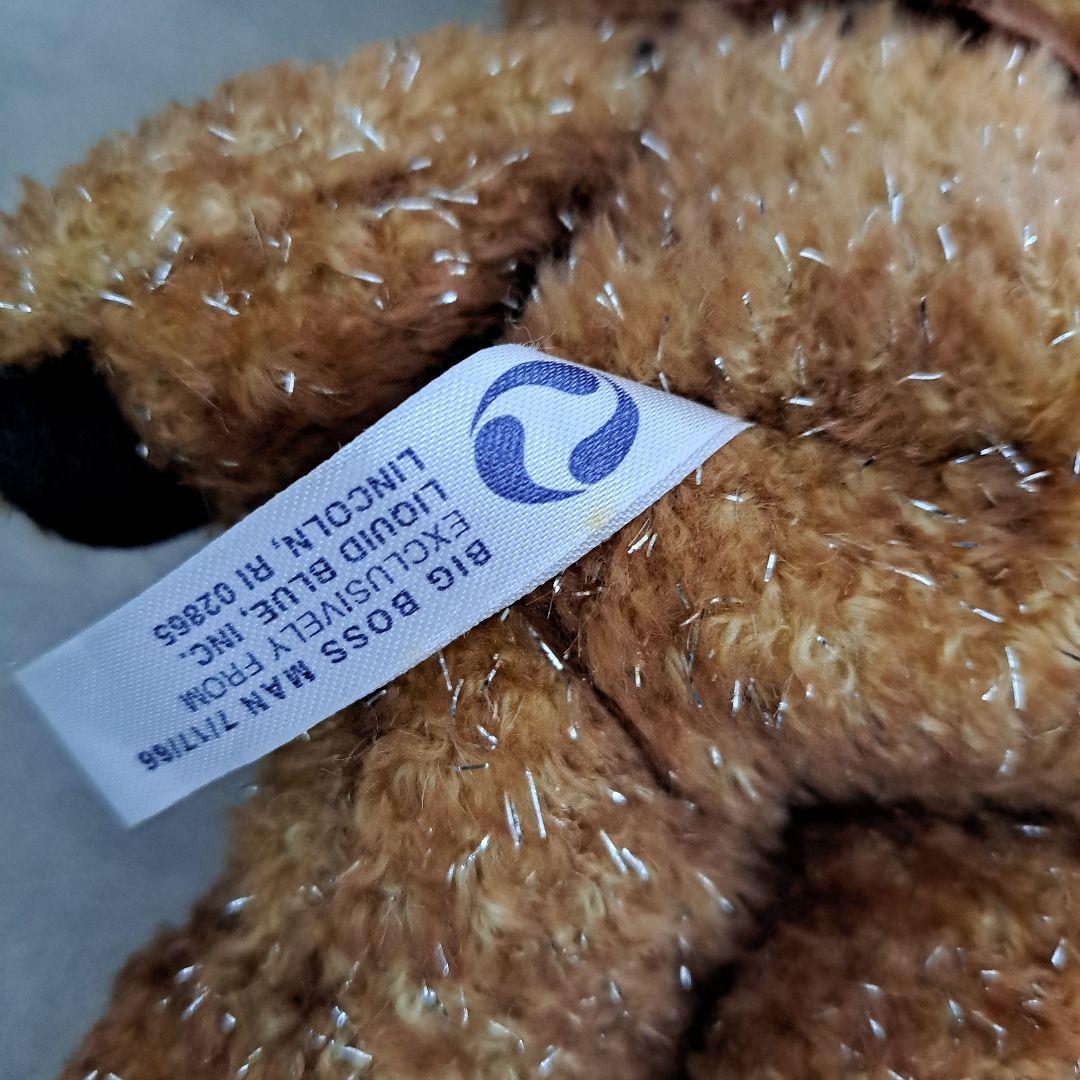 BIG BOSS MAN 7/17/66
EXCLUSIVELY FROM
LIQUID BLUE, INC.
LINCOLN, RI 02865